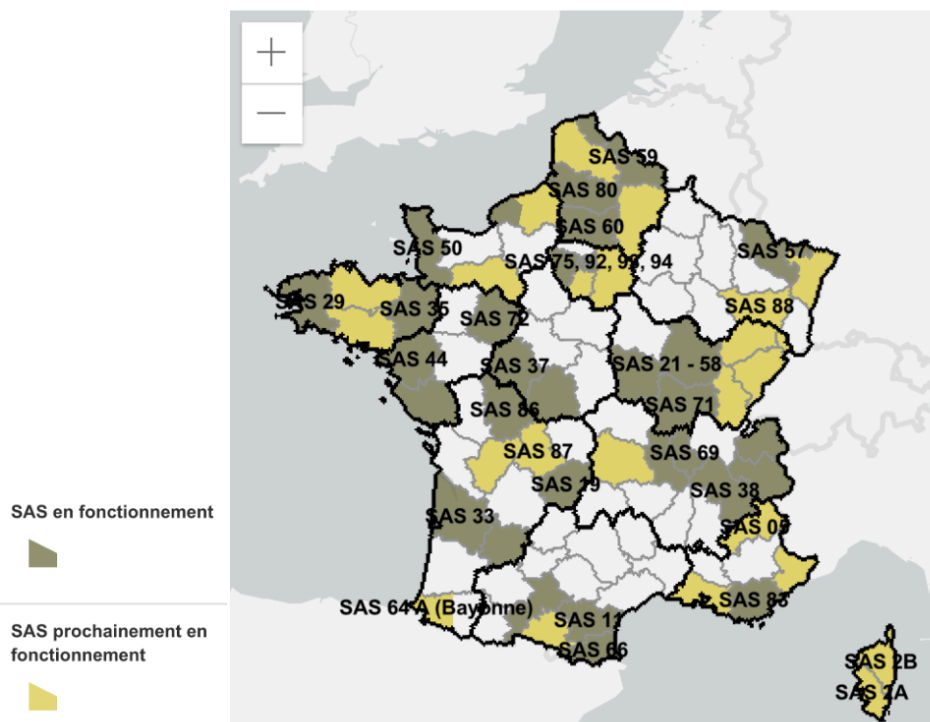 +
−
SAS 59
SAS 80
SAS 60
SAS 50
SAS 75, 92, 93, 94
SAS 57
SAS 29
SAS 35
SAS 72
SAS 88
SAS 44
SAS 37
SAS 21 - 58
SAS 86
SAS 71
SAS 87
SAS 69
SAS 19
SAS 38
SAS en fonctionnement
SAS 33
SAS 05
SAS 64 A (Bayonne)
SAS 11
SAS 83
SAS prochainement en
fonctionnement
SAS 66
SAS 2B
SAS 2A